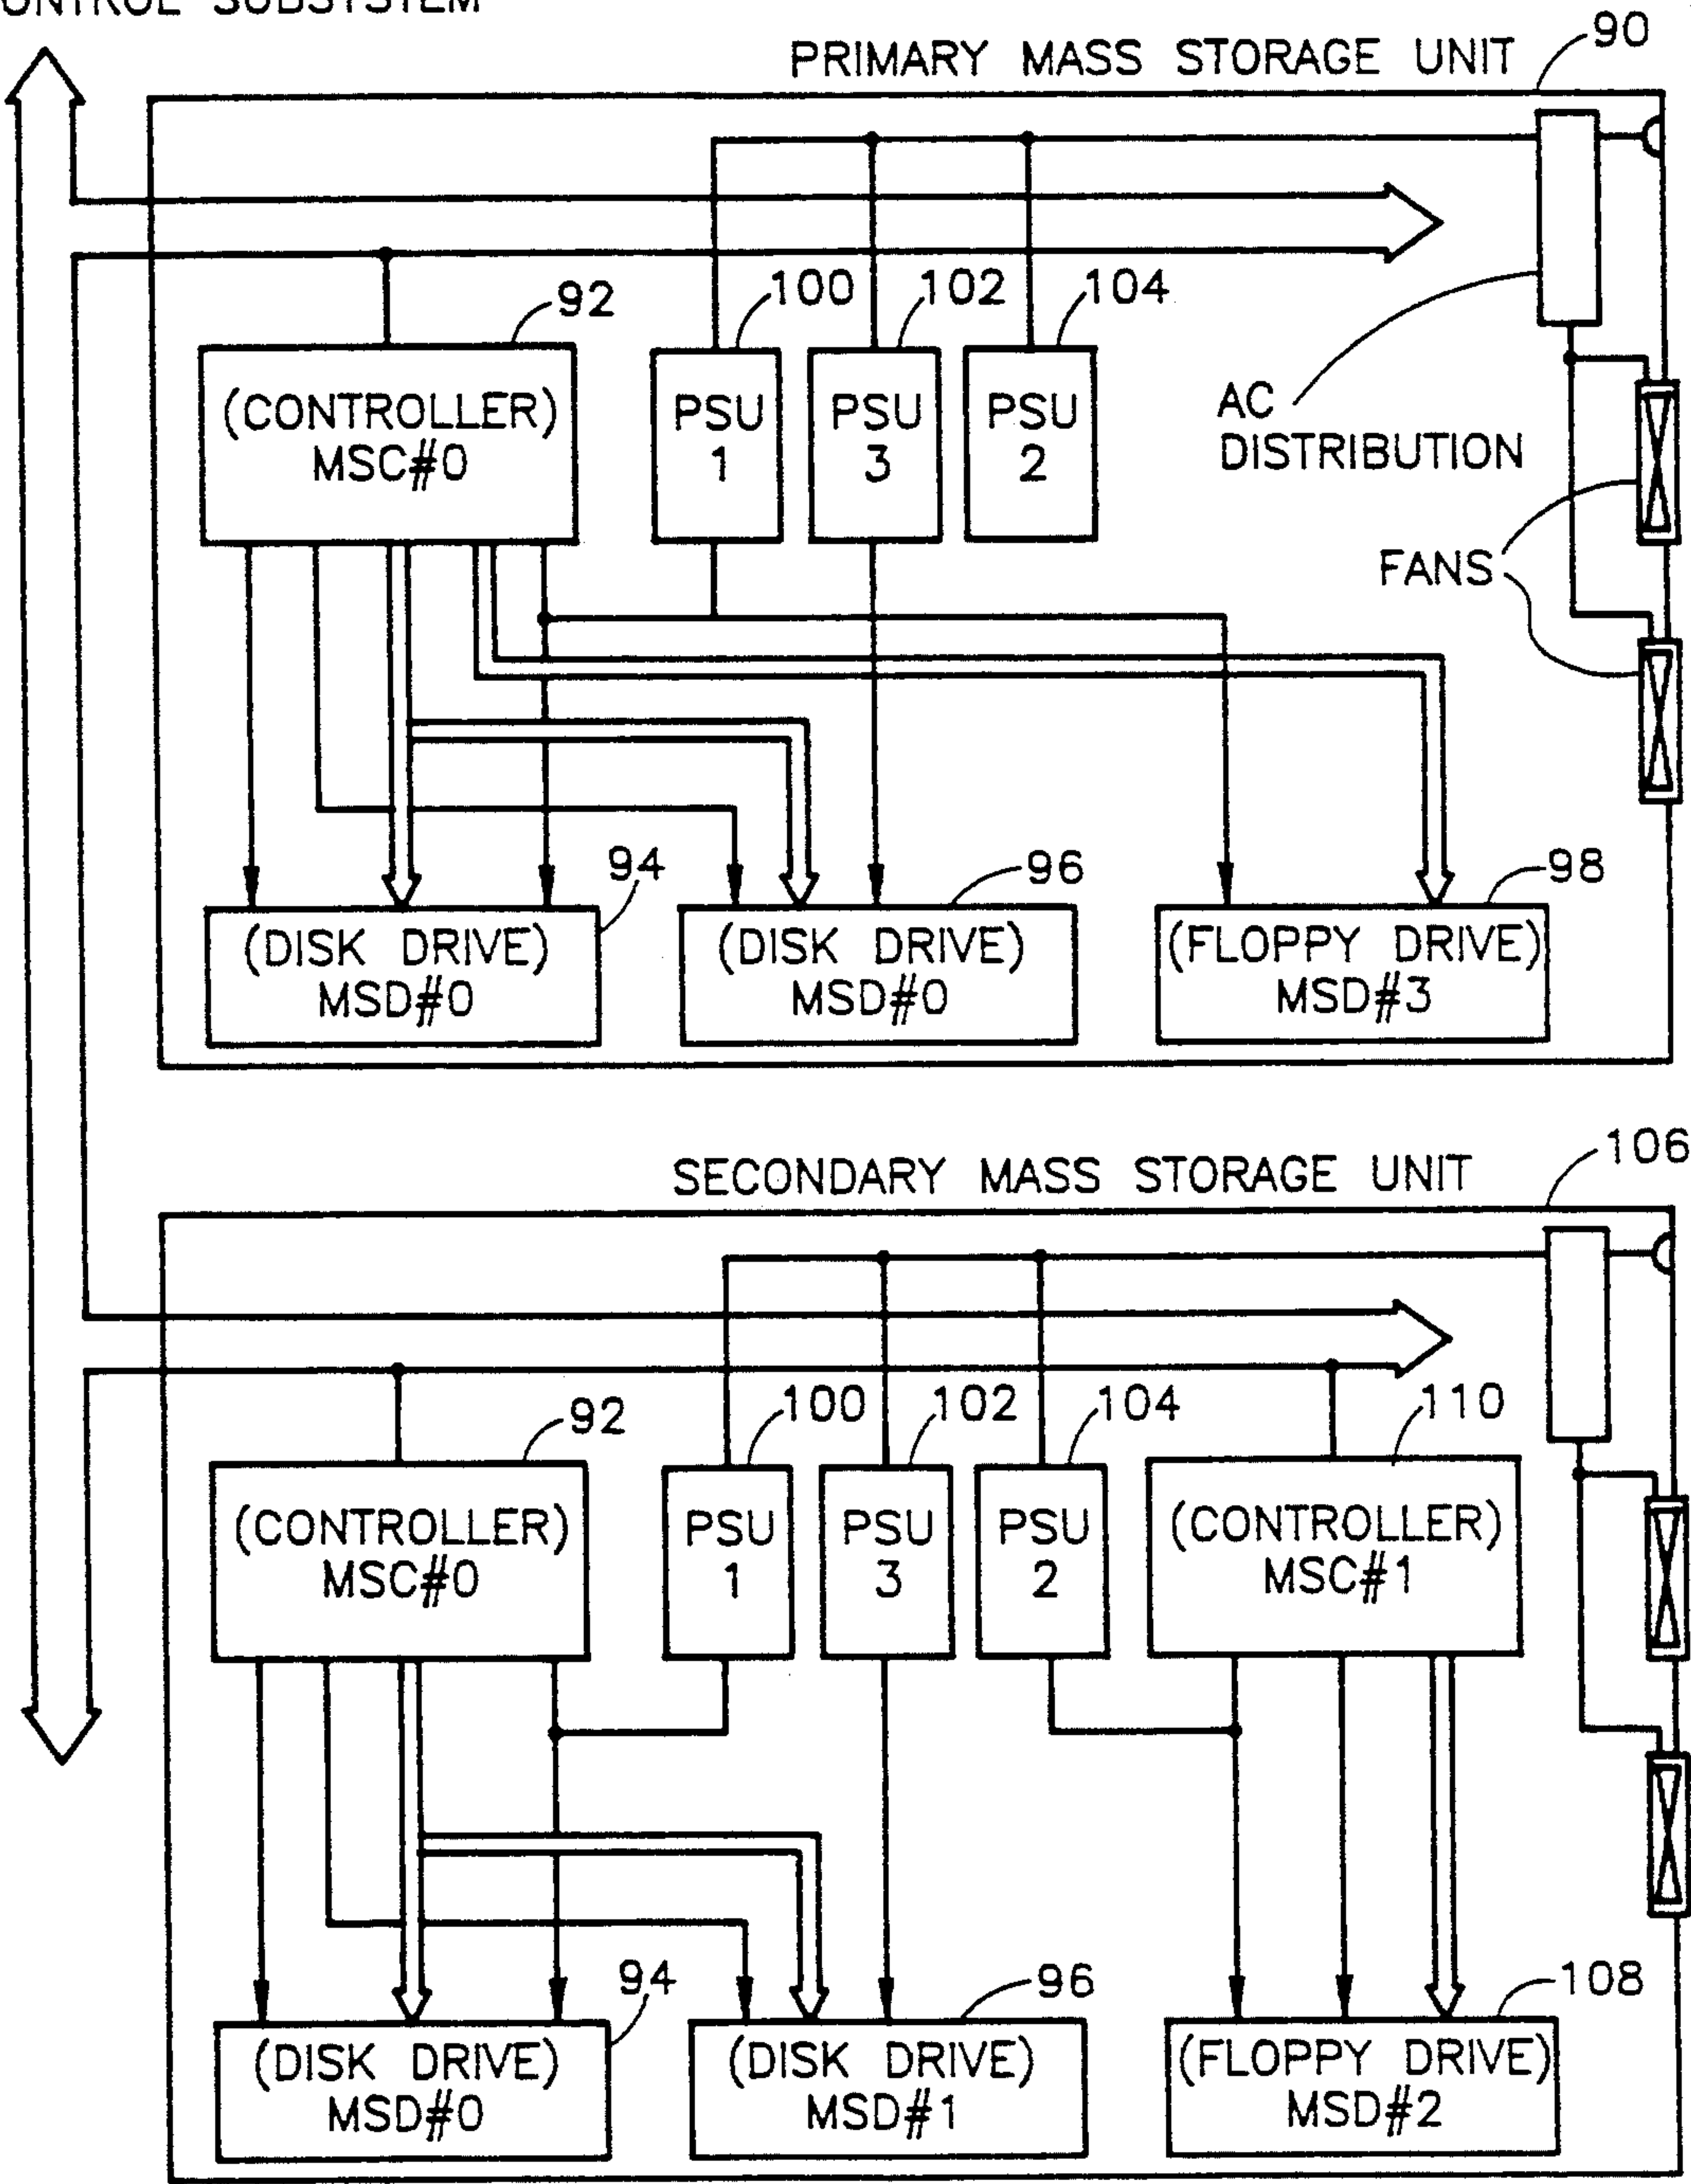 ONTROL SUBSYSTEM
PRIMARY MASS STORAGE UNIT
90
100
102
104
92
(CONTROLLER)
MSC#0
PSU
1
PSU
3
PSU
2
AC
DISTRIBUTION
FANS
94
96
98
(DISK DRIVE)
MSD#0
(DISK DRIVE)
MSD#0
(FLOPPY DRIVE)
MSD#3
SECONDARY MASS STORAGE UNIT
106
92
100
102
104
110
(CONTROLLER)
MSC#0
PSU
1
PSU
3
PSU
2
(CONTROLLER)
MSC#1
94
96
108
(DISK DRIVE)
MSD#0
(DISK DRIVE)
MSD#1
(FLOPPY DRIVE)
MSD#2